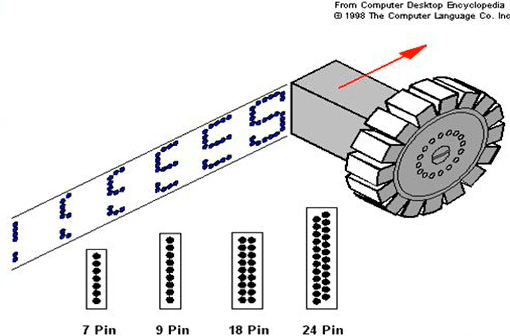 From Computer Desktop Encyclopedia
© 1998 The Computer Language Co. Inc
7 Pin
9 Pin
18 Pin
24 Pin